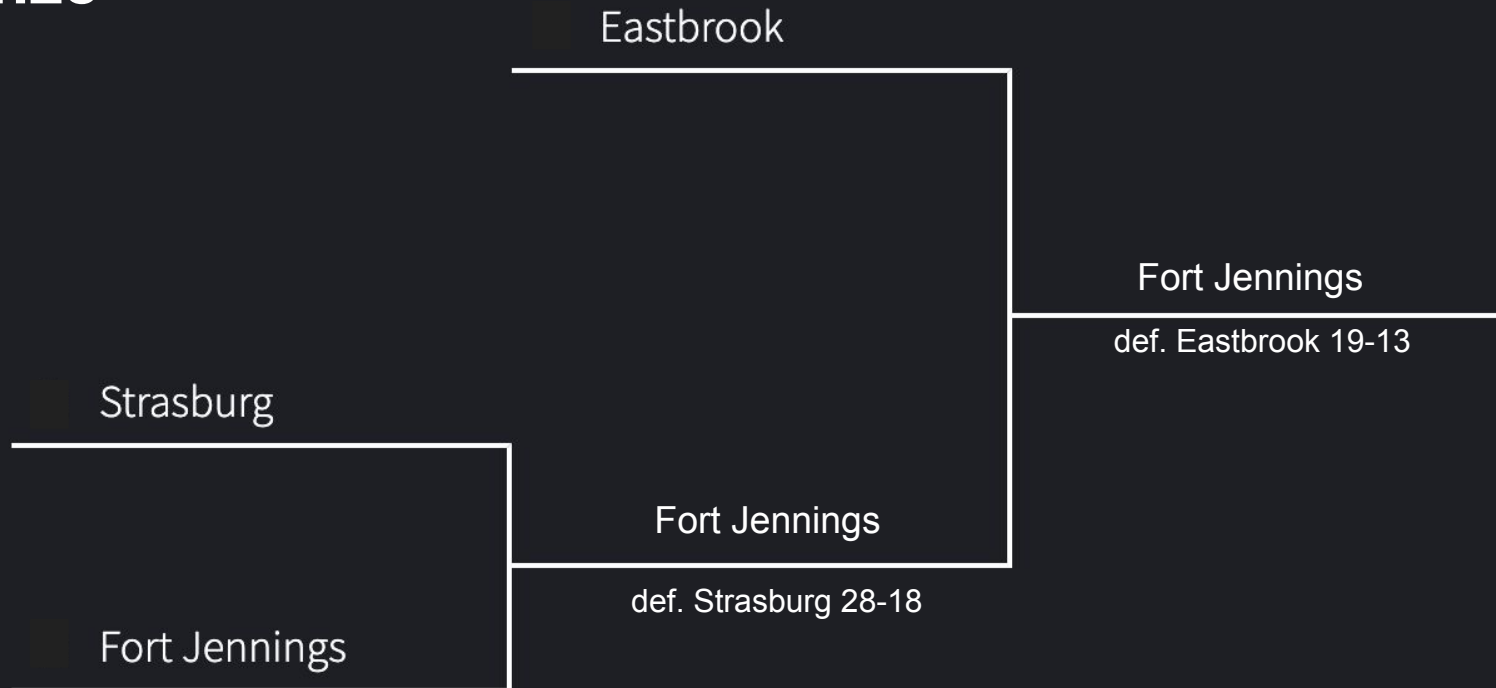 Eastbrook
Fort Jennings
def. Eastbrook 19-13
Strasburg
Fort Jennings
def. Strasburg 28-18
Fort Jennings